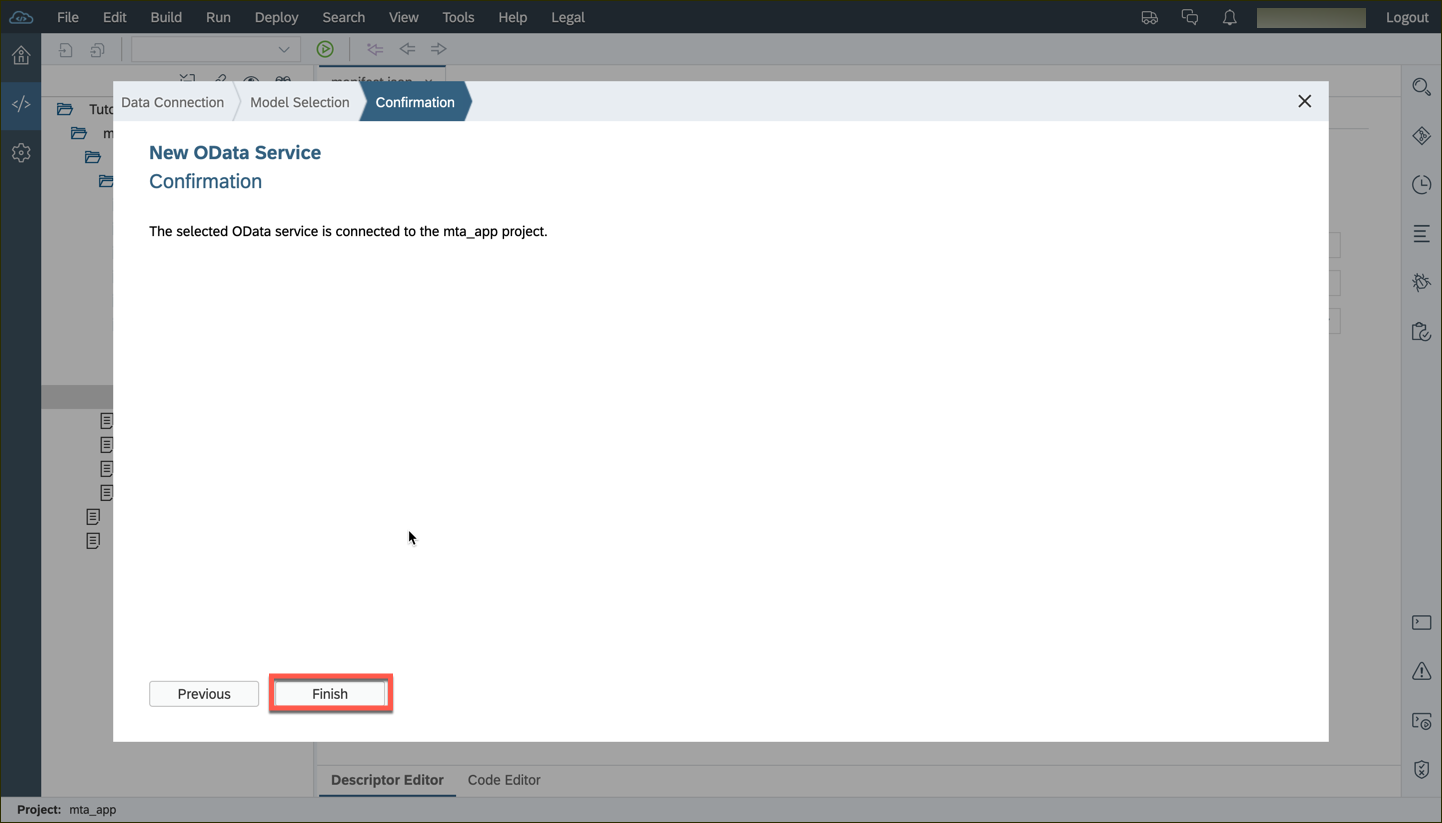 File Edit Build Run Deploy Search View Tools Help Legal Logout
manifest.json
Tuto
m
Data Connection Model Selection Confirmation
New OData Service
Confirmation
The selected OData service is connected to the mta_app project.
Previous Finish
Descriptor Editor Code Editor
Project: mta_app